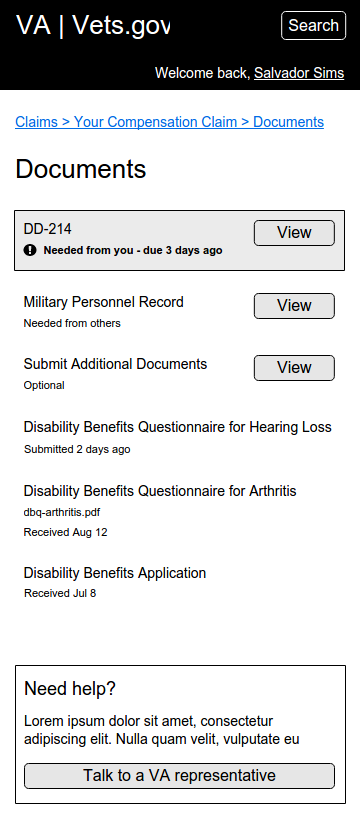 VA | Vets.gov
Search
Welcome back, Salvador Sims
Claims > Your Compensation Claim > Documents
Documents
DD-214
View
Needed from you - due 3 days ago
Military Personnel Record
View
Needed from others
Submit Additional Documents
View
Optional
Disability Benefits Questionnaire for Hearing Loss
Submitted 2 days ago
Disability Benefits Questionnaire for Arthritis
dbq-arthritis.pdf
Received Aug 12
Disability Benefits Application
Received Jul 8
Need help?
Lorem ipsum dolor sit amet, consectetur
adipiscing elit. Nulla quam velit, vulputate eu
Talk to a VA representative